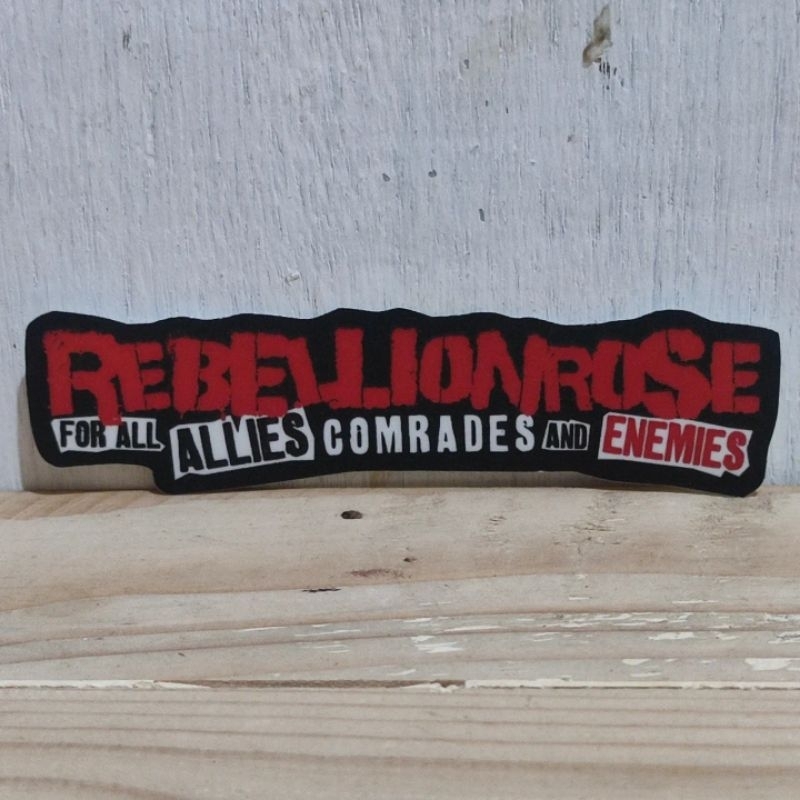 REBELLIONROSE
FOR ALL ALLIES COMRADES AND ENEMIES